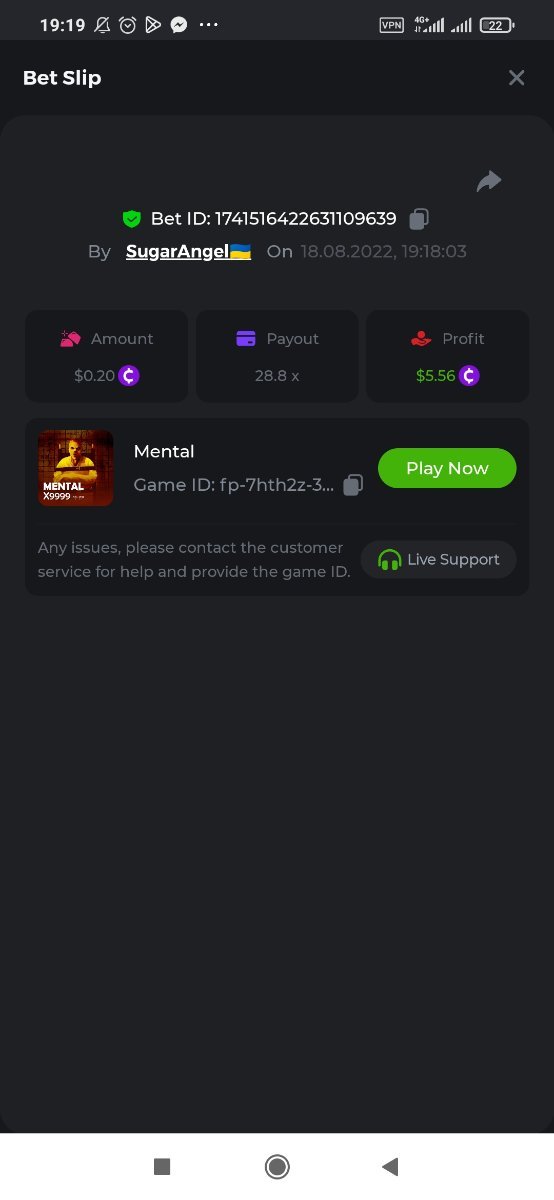 19:19 VPN 4G+ 22
Bet Slip
Bet ID: 1741516422631109639
By SugarAngel🇺🇦 On 18.08.2022, 19:18:03
Amount Payout Profit
$0.20 28.8 x $5.56
Mental
MENTAL
X9999
Game ID: fp-7hth2z-3...
Play Now
Any issues, please contact the customer
service for help and provide the game ID.
Live Support